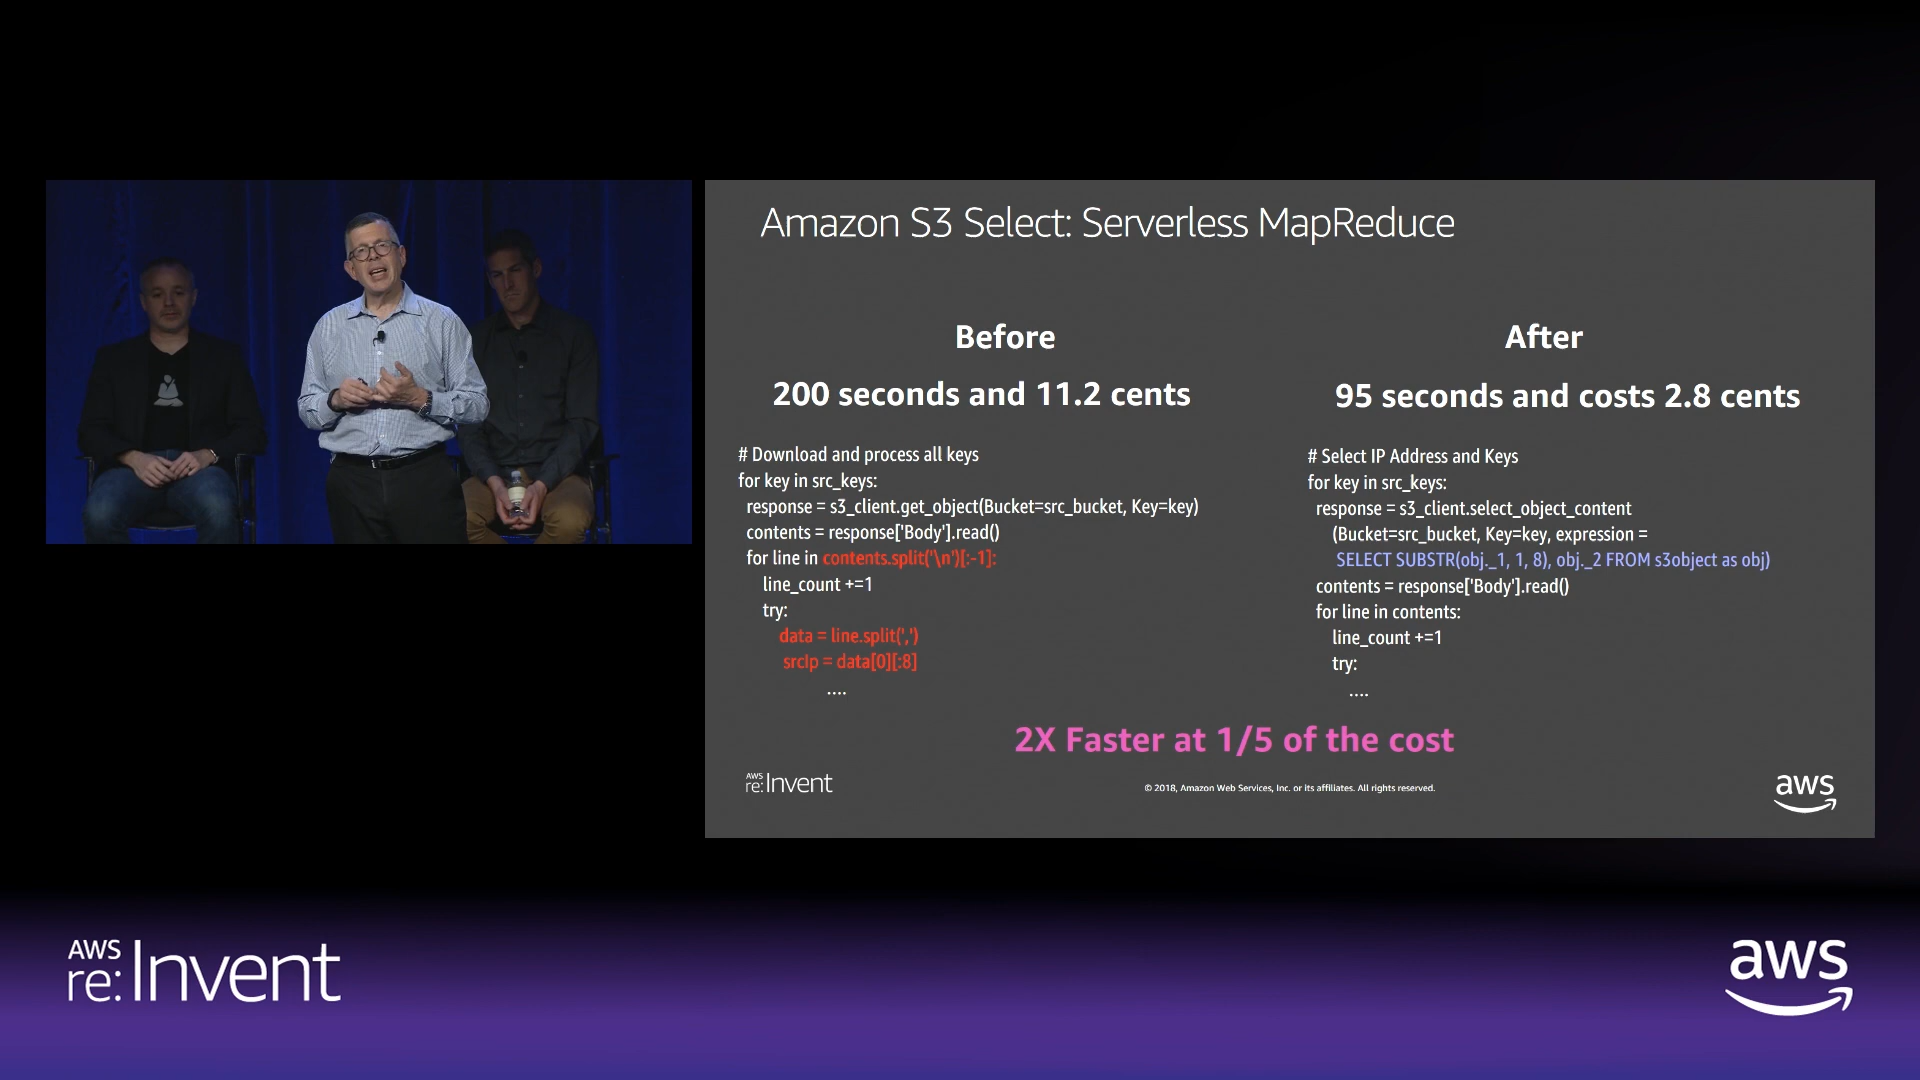 Amazon S3 Select: Serverless MapReduce
Before
200 seconds and 11.2 cents
# Download and process all keys
for key in src_keys:
response = s3_client.get_object(Bucket=src_bucket, Key=key)
contents = response['Body'].read()
for line in contents.split('\n')[:-1]:
line_count +=1
try:
data = line.split(',')
srcIp = data[0][:8]
....
After
95 seconds and costs 2.8 cents
# Select IP Address and Keys
for key in src_keys:
response = s3_client.select_object_content
(Bucket=src_bucket, Key=key, expression =
SELECT SUBSTR(obj._1, 1, 8), obj._2 FROM s3object as obj)
contents = response['Body'].read()
for line in contents:
line_count +=1
try:
....
2X Faster at 1/5 of the cost
AWS
re:Invent
© 2018, Amazon Web Services, Inc. or its affiliates. All rights reserved.
aws
AWS
re:Invent
aws